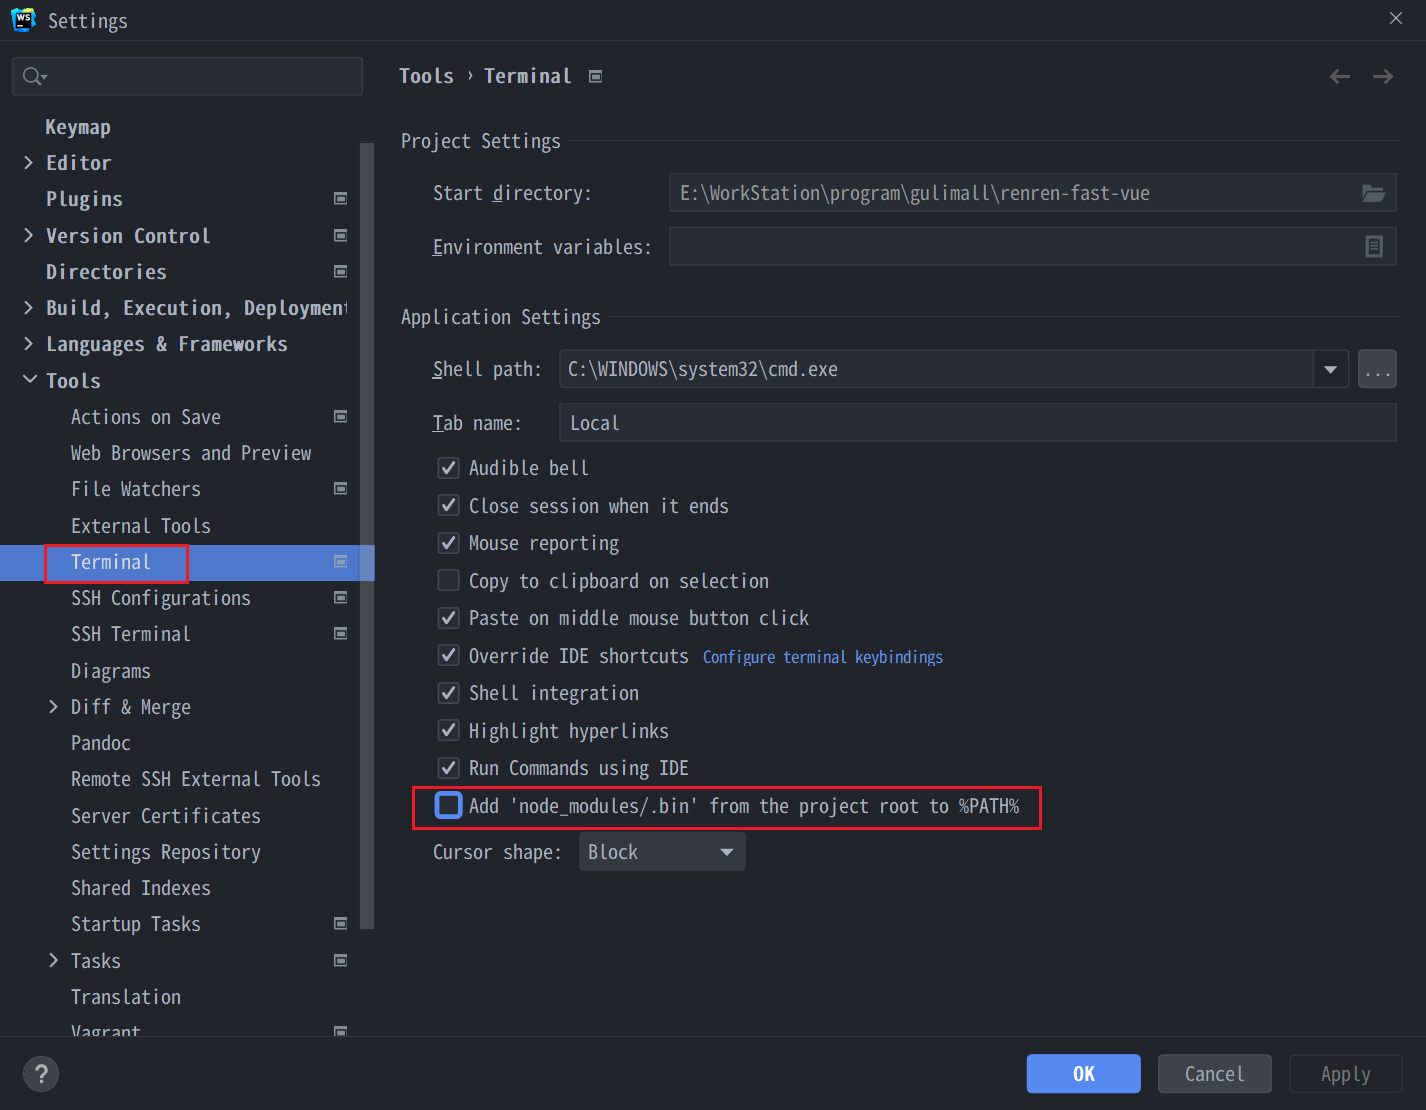 WS
Settings
Keymap
Editor
Plugins
Version Control
Directories
Build, Execution, Deployment
Languages & Frameworks
Tools
Actions on Save
Web Browsers and Preview
File Watchers
External Tools
Terminal
SSH Configurations
SSH Terminal
Diagrams
Diff & Merge
Pandoc
Remote SSH External Tools
Server Certificates
Settings Repository
Shared Indexes
Startup Tasks
Tasks
Translation
Vagrant
Tools › Terminal
Project Settings
Start directory: E:\WorkStation\program\gulimall\renren-fast-vue
Environment variables:
Application Settings
Shell path: C:\WINDOWS\system32\cmd.exe ...
Tab name: Local
Audible bell
Close session when it ends
Mouse reporting
Copy to clipboard on selection
Paste on middle mouse button click
Override IDE shortcuts Configure terminal keybindings
Shell integration
Highlight hyperlinks
Run Commands using IDE
Add 'node_modules/.bin' from the project root to %PATH%
Cursor shape: Block
? OK Cancel Apply